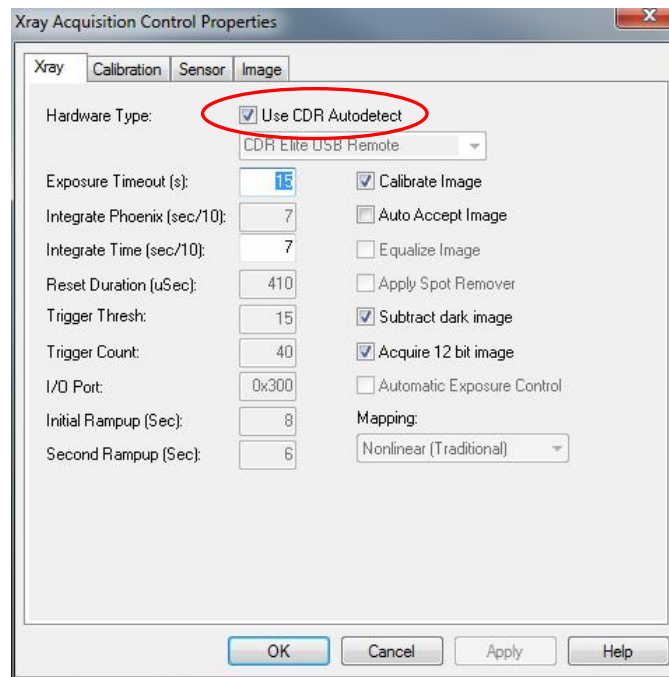 Xray Acquisition Control Properties
x
Xray Calibration Sensor Image
Hardware Type: Use CDR Autodetect
CDR Elite USB Remote
Exposure Timeout (s): 15 Calibrate Image
Integrate Phoenix (sec/10): 7 Auto Accept Image
Integrate Time (sec/10): 7 Equalize Image
Reset Duration (uSec): 410 Apply Spot Remover
Trigger Thresh: 15 Subtract dark image
Trigger Count: 40 Acquire 12 bit image
I/O Port: 0x300 Automatic Exposure Control
Initial Rampup (Sec): 8 Mapping:
Second Rampup (Sec): 6 Nonlinear (Traditional)
OK Cancel Apply Help